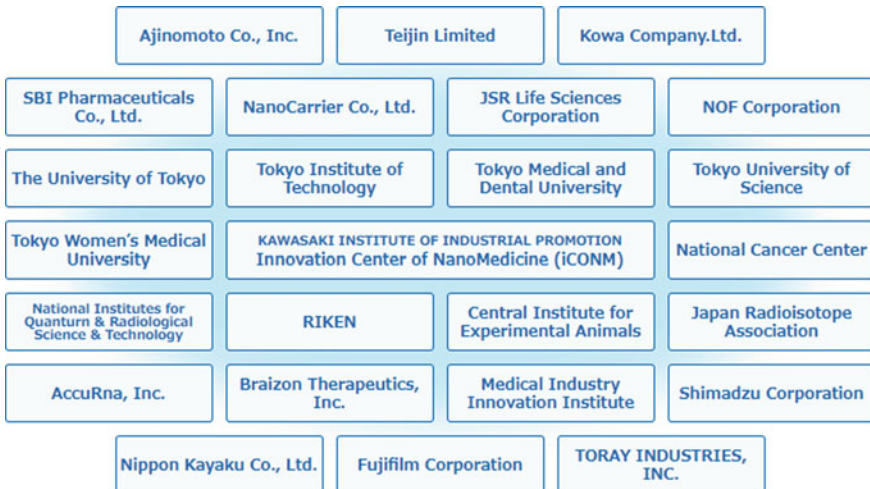 Ajinomoto Co., Inc.
Teijin Limited
Kowa Company.Ltd.
SBI Pharmaceuticals
Co., Ltd.
NanoCarrier Co., Ltd.
JSR Life Sciences
Corporation
NOF Corporation
The University of Tokyo
Tokyo Institute of
Technology
Tokyo Medical and
Dental University
Tokyo University of
Science
Tokyo Women’s Medical
University
KAWASAKI INSTITUTE OF INDUSTRIAL PROMOTION
Innovation Center of NanoMedicine (iCONM)
National Cancer Center
National Institutes for
Quanturn & Radiological
Science & Technology
RIKEN
Central Institute for
Experimental Animals
Japan Radioisotope
Association
AccuRna, Inc.
Braizon Therapeutics,
Inc.
Medical Industry
Innovation Institute
Shimadzu Corporation
Nippon Kayaku Co., Ltd.
Fujifilm Corporation
TORAY INDUSTRIES,
INC.